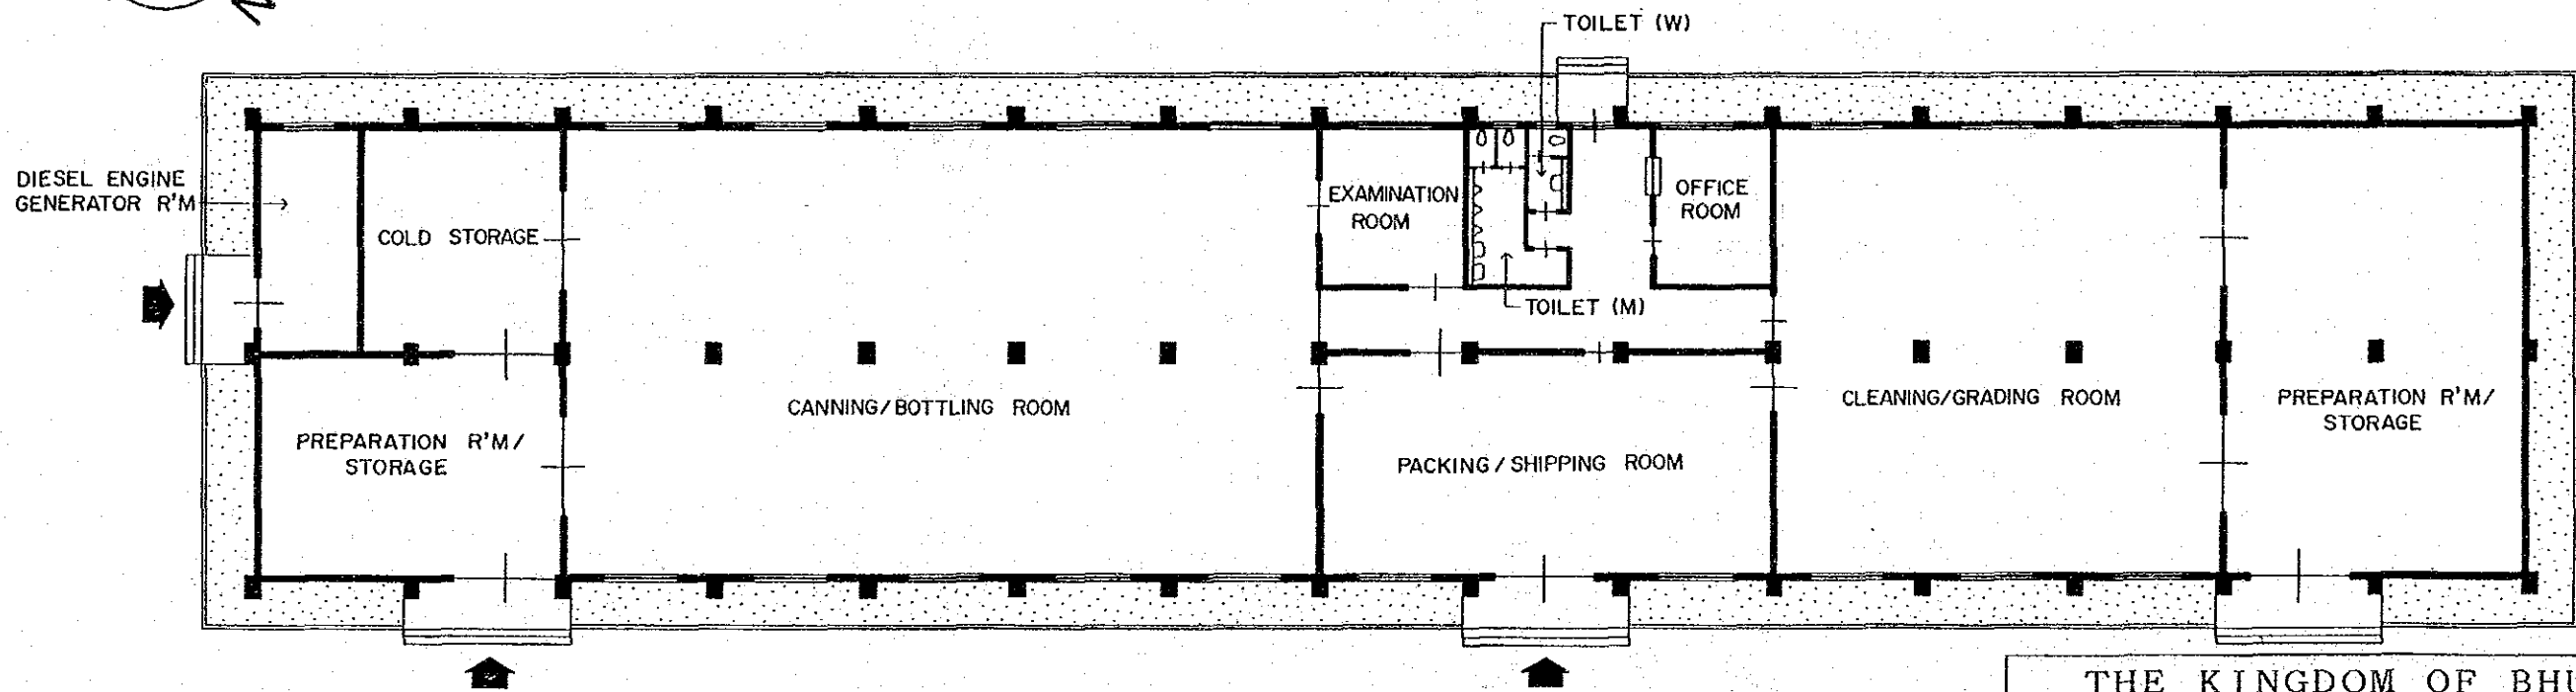 N
TOILET (W)
DIESEL ENGINE
GENERATOR R'M
COLD STORAGE
EXAMINATION
ROOM
OFFICE
ROOM
TOILET (M)
CANNING/BOTTLING ROOM
CLEANING/GRADING ROOM
PREPARATION R'M/
STORAGE
PREPARATION R'M/
STORAGE
PACKING/SHIPPING ROOM
THE KINGDOM OF